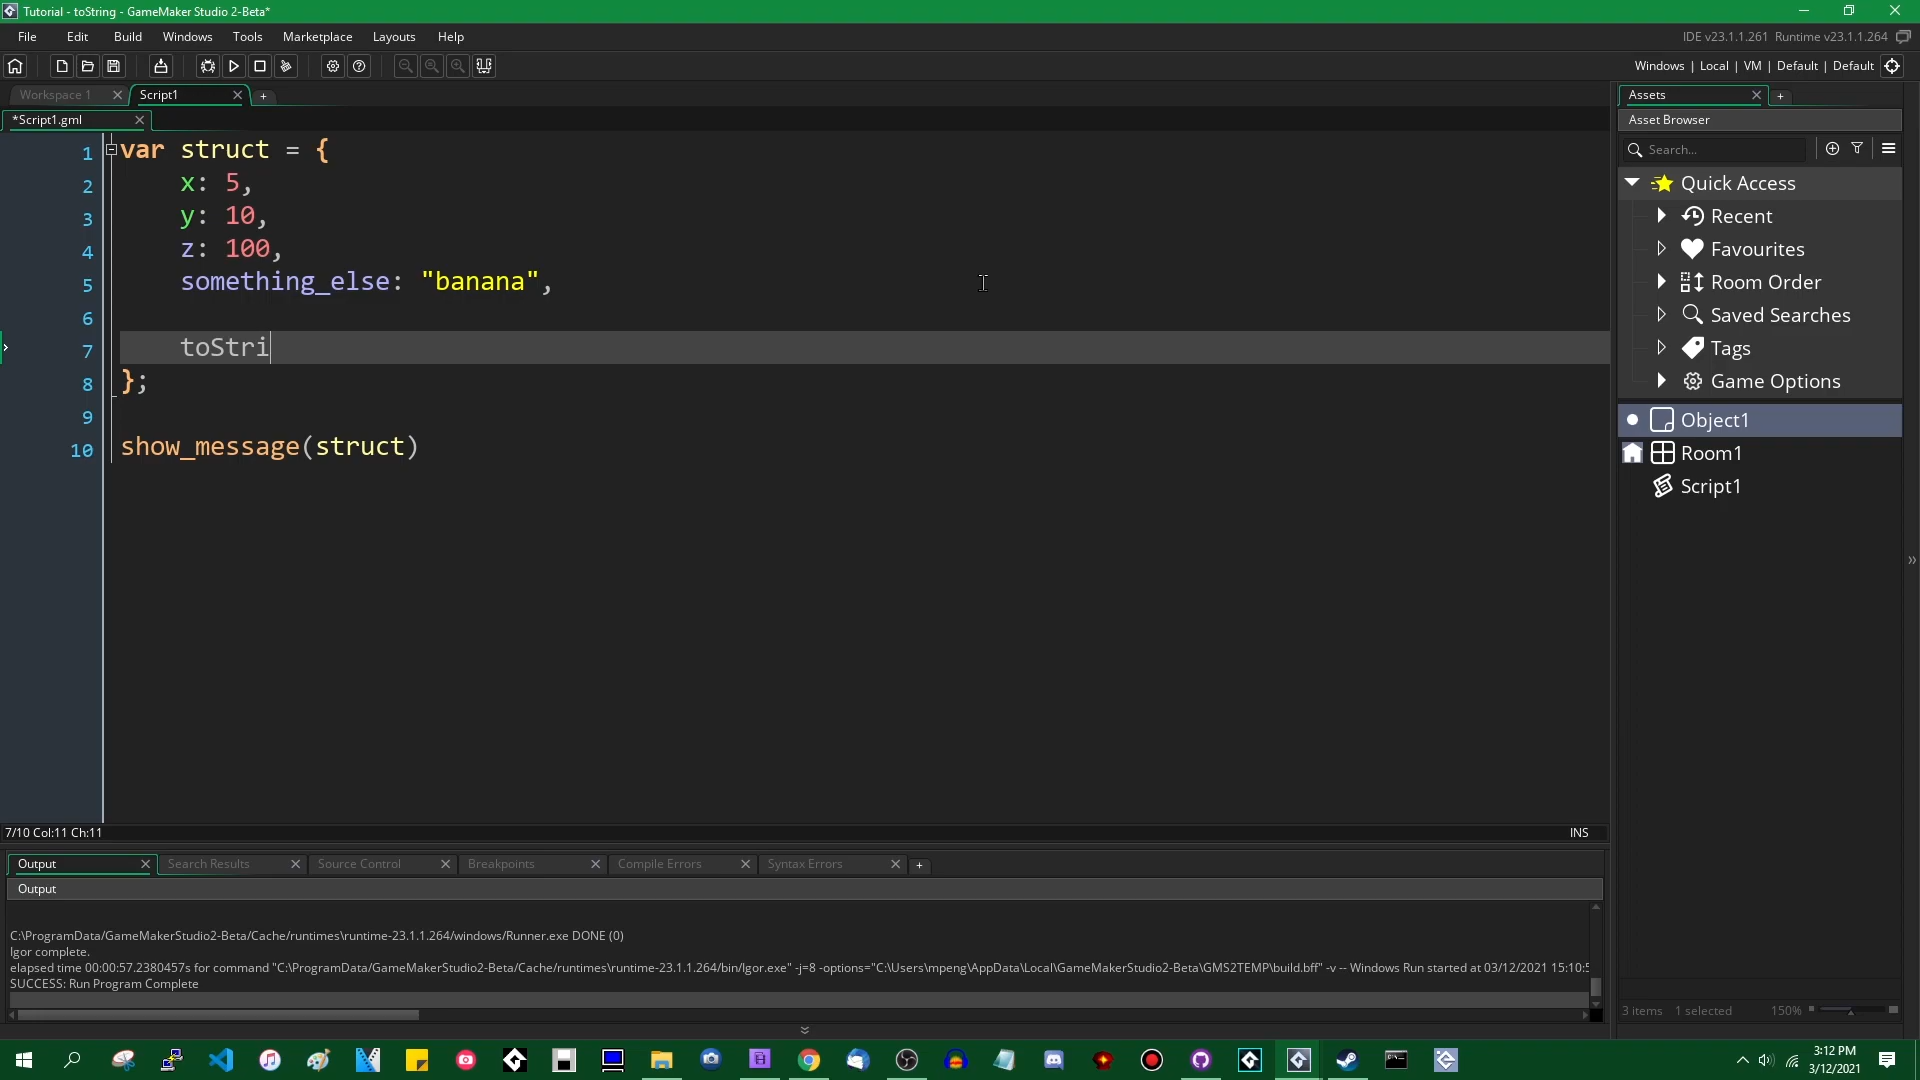 Tutorial - toString - GameMaker Studio 2-Beta*
File Edit Build Windows Tools Marketplace Layouts Help
IDE v23.1.1.261 Runtime v23.1.1.264
Windows | Local | VM | Default | Default
Workspace 1
Script1
*Script1.gml
1 var struct = {
2 x: 5,
3 y: 10,
4 z: 100,
5 something_else: "banana",
6
7 toStri
8 };
9
10 show_message(struct)
7/10 Col:11 Ch:11
INS
Assets
Asset Browser
Search...
Quick Access
Recent
Favourites
Room Order
Saved Searches
Tags
Game Options
Object1
Room1
Script1
3 items 1 selected 150%
Output Search Results Source Control Breakpoints Compile Errors Syntax Errors
Output
C:\ProgramData/GameMakerStudio2-Beta/Cache/runtimes\runtime-23.1.1.264/windows/Runner.exe DONE (0)
Igor complete.
elapsed time 00:00:57.2380457s for command "C:\ProgramData/GameMakerStudio2-Beta/Cache/runtimes\runtime-23.1.1.264/bin/Igor.exe" -j=8 -options="C:\Users\mpeng\AppData\Local\GameMakerStudio2-Beta\GMS2TEMP\build.bff" -v -- Windows Run started at 03/12/2021 15:10:5
SUCCESS: Run Program Complete
3:12 PM
3/12/2021